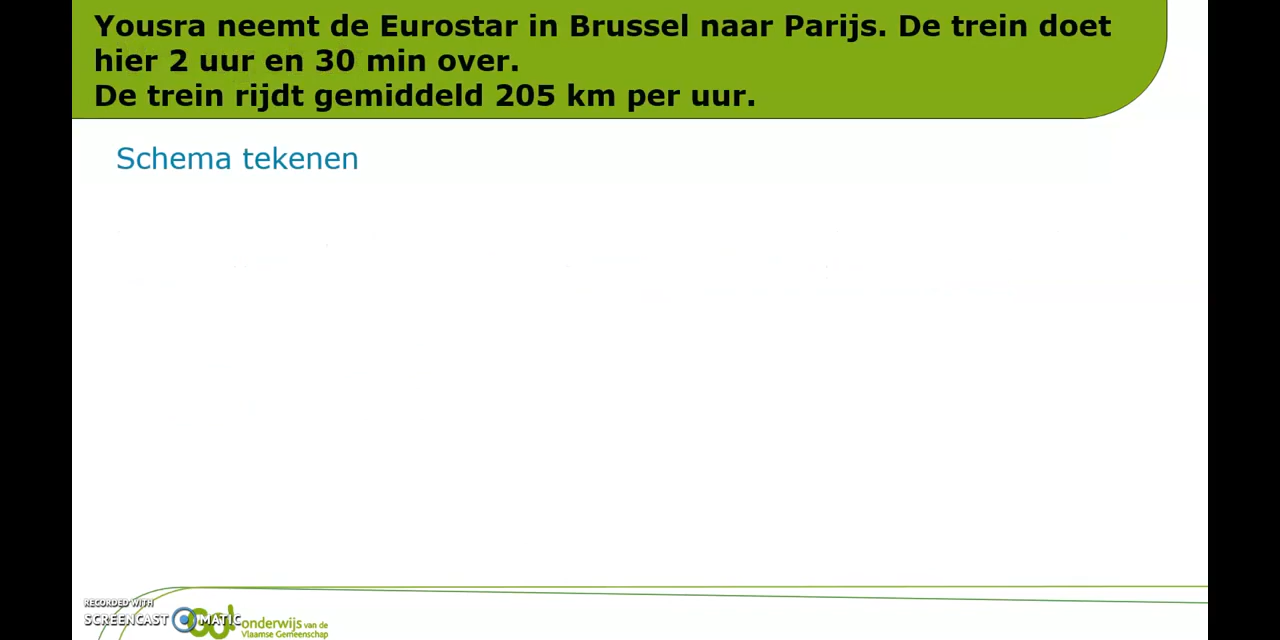 Yousra neemt de Eurostar in Brussel naar Parijs. De trein doet
hier 2 uur en 30 min over.
De trein rijdt gemiddeld 205 km per uur.
Schema tekenen
RECORDED WITH
SCREENCAST MATIC
onderwijs van de
Vlaamse Gemeenschap